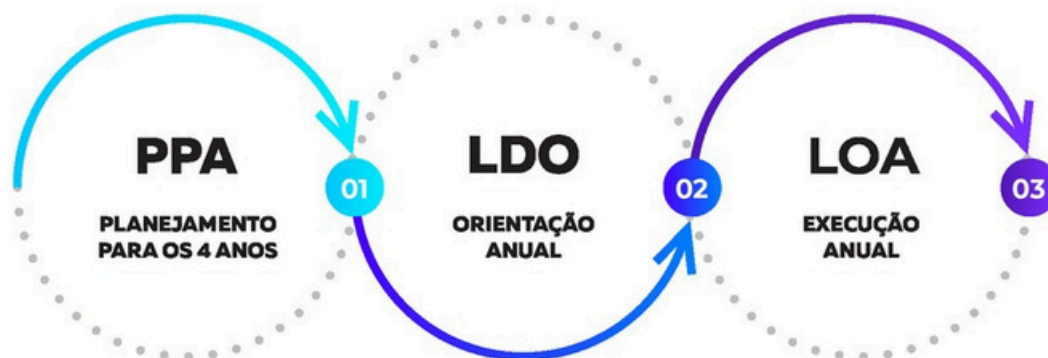 PPA
PLANEJAMENTO
PARA OS 4 ANOS
01
LDO
ORIENTAÇÃO
ANUAL
02
LOA
EXECUÇÃO
ANUAL
03